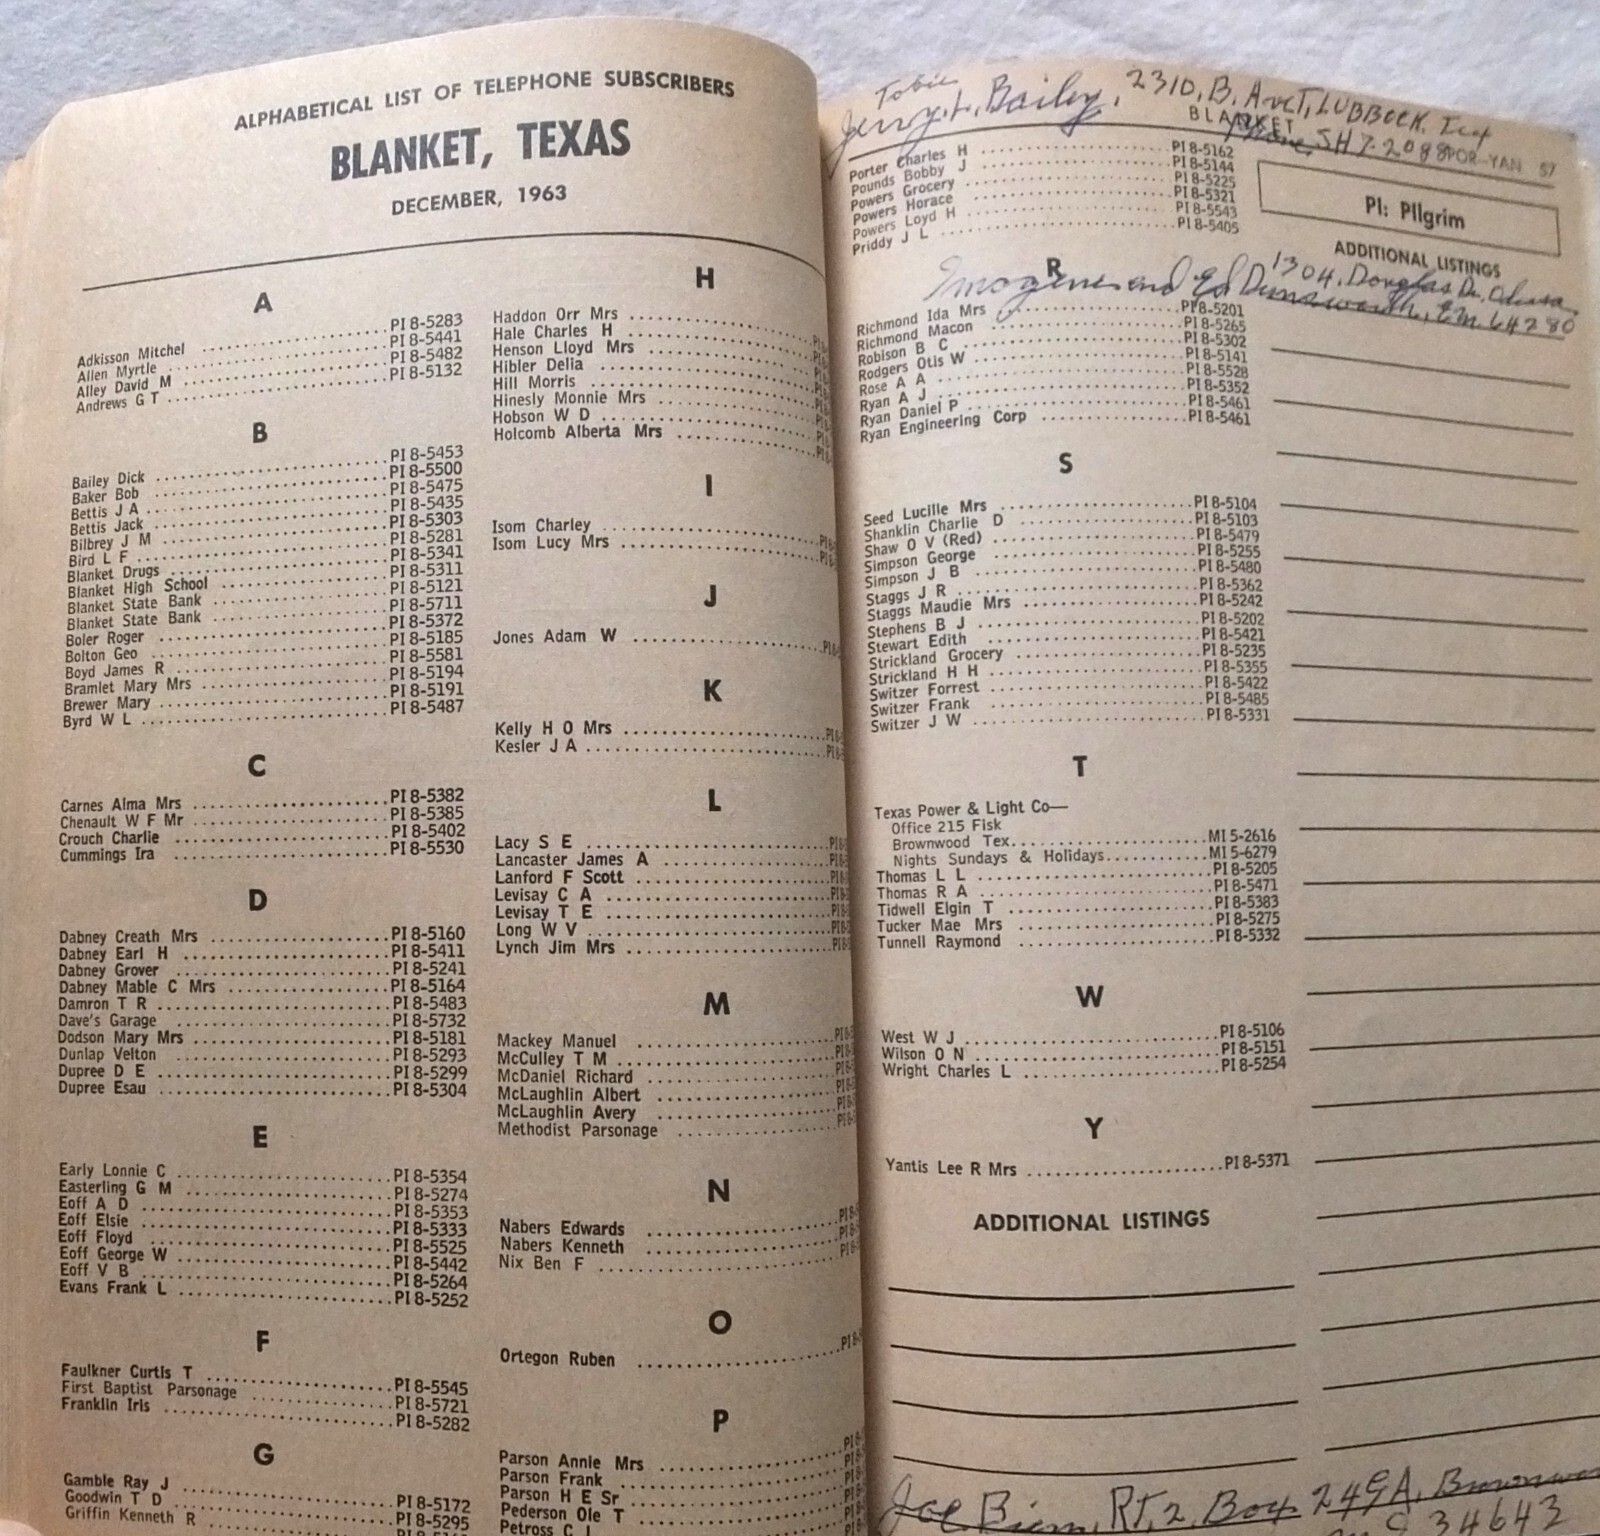 ALPHABETICAL LIST OF TELEPHONE SUBSCRIBERS
BLANKET, TEXAS
DECEMBER, 1963
A
Adkisson Mitchel ........ PI 8-5283
Allen Myrtle ........ PI 8-5441
Alley David M ........ PI 8-5482
Andrews G T ........ PI 8-5132
B
Bailey Dick ........ PI 8-5453
Baker Bob ........ PI 8-5500
Bettis J A ........ PI 8-5475
Bettis Jack ........ PI 8-5435
Bilbrey J M ........ PI 8-5303
Bird L F ........ PI 8-5281
Blanket Drugs ........ PI 8-5341
Blanket High School ........ PI 8-5311
Blanket State Bank ........ PI 8-5121
Blanket State Bank ........ PI 8-5711
Boler Roger ........ PI 8-5372
Bolton Geo ........ PI 8-5185
Boyd James R ........ PI 8-5581
Bramlet Mary Mrs ........ PI 8-5194
Brewer Mary ........ PI 8-5191
Byrd W L ........ PI 8-5487
C
Carnes Alma Mrs ........ PI 8-5382
Chenault W F Mr ........ PI 8-5385
Crouch Charlie ........ PI 8-5402
Cummings Ira ........ PI 8-5530
D
Dabney Creath Mrs ........ PI 8-5160
Dabney Earl H ........ PI 8-5411
Dabney Grover ........ PI 8-5241
Dabney Mable C Mrs ........ PI 8-5164
Damron T R ........ PI 8-5483
Dave's Garage ........ PI 8-5732
Dodson Mary Mrs ........ PI 8-5181
Dunlap Velton ........ PI 8-5293
Dupree D E ........ PI 8-5299
Dupree Esau ........ PI 8-5304
E
Early Lonnie C ........ PI 8-5354
Easterling G M ........ PI 8-5274
Eoff A D ........ PI 8-5353
Eoff Elsie ........ PI 8-5333
Eoff Floyd ........ PI 8-5525
Eoff George W ........ PI 8-5442
Eoff V B ........ PI 8-5264
Evans Frank L ........ PI 8-5252
F
Faulkner Curtis T ........ PI 8-5545
First Baptist Parsonage ........ PI 8-5721
Franklin Iris ........ PI 8-5282
G
Gamble Ray J ........ PI 8-5172
Goodwin T D ........ PI 8-5295
Griffin Kenneth R
H
Haddon Orr Mrs ........
Hale Charles H ........
Henson Lloyd Mrs ........
Hibler Delia ........
Hill Morris ........
Hinesly Monnie Mrs ........
Hobson W D ........
Holcomb Alberta Mrs ........
I
Isom Charley ........
Isom Lucy Mrs ........
J
Jones Adam W ........
K
Kelly H O Mrs ........
Kesler J A ........
L
Lacy S E ........
Lancaster James A ........
Lanford F Scott ........
Levisay C A ........
Levisay T E ........
Long W V ........
Lynch Jim Mrs ........
M
Mackey Manuel ........
McCulley T M ........
McDaniel Richard ........
McLaughlin Albert ........
McLaughlin Avery ........
Methodist Parsonage ........
N
Nabers Edwards ........
Nabers Kenneth ........
Nix Ben F ........
O
Ortegon Ruben ........
P
Parson Annie Mrs ........
Parson Frank ........
Parson H E Sr ........
Pederson Ole T ........
Petross C L
Tobie
Jerry L. Bailey, 2310, B, Ave T, LUBBOCK, Tex
Phone, SH 7-2088
BLANKET
POR-YAN 57
Porter Charles H ........ PI 8-5162
Pounds Bobby J ........ PI 8-5144
Powers Grocery ........ PI 8-5225
Powers Horace ........ PI 8-5321
Powers Loyd H ........ PI 8-5543
Priddy J L ........ PI 8-5405
R
Imogene and Ed Dunsworth, 1304, Douglas Dr, Odessa
Em. 64280
Richmond Ida Mrs ........ PI 8-5201
Richmond Macon ........ PI 8-5265
Robison B C ........ PI 8-5302
Rodgers Otis W ........ PI 8-5141
Rose A A ........ PI 8-5528
Ryan A J ........ PI 8-5352
Ryan Daniel P ........ PI 8-5461
Ryan Engineering Corp ........ PI 8-5461
S
Seed Lucille Mrs ........ PI 8-5104
Shanklin Charlie D ........ PI 8-5103
Shaw O V (Red) ........ PI 8-5479
Simpson George ........ PI 8-5255
Simpson J B ........ PI 8-5480
Staggs J R ........ PI 8-5362
Staggs Maudie Mrs ........ PI 8-5242
Stephens B J ........ PI 8-5202
Stewart Edith ........ PI 8-5421
Strickland Grocery ........ PI 8-5235
Strickland H H ........ PI 8-5355
Switzer Forrest ........ PI 8-5422
Switzer Frank ........ PI 8-5485
Switzer J W ........ PI 8-5331
T
Texas Power & Light Co—
Office 215 Fisk
Brownwood Tex ........ MI 5-2616
Nights Sundays & Holidays ........ MI 5-6279
Thomas L L ........ PI 8-5205
Thomas R A ........ PI 8-5471
Tidwell Elgin T ........ PI 8-5383
Tucker Mae Mrs ........ PI 8-5275
Tunnell Raymond ........ PI 8-5332
W
West W J ........ PI 8-5106
Wilson O N ........ PI 8-5151
Wright Charles L ........ PI 8-5254
Y
Yantis Lee R Mrs ........ PI 8-5371
ADDITIONAL LISTINGS
PI: PIlgrim
ADDITIONAL LISTINGS
Joe, RT, 2, Box 249A,
34643